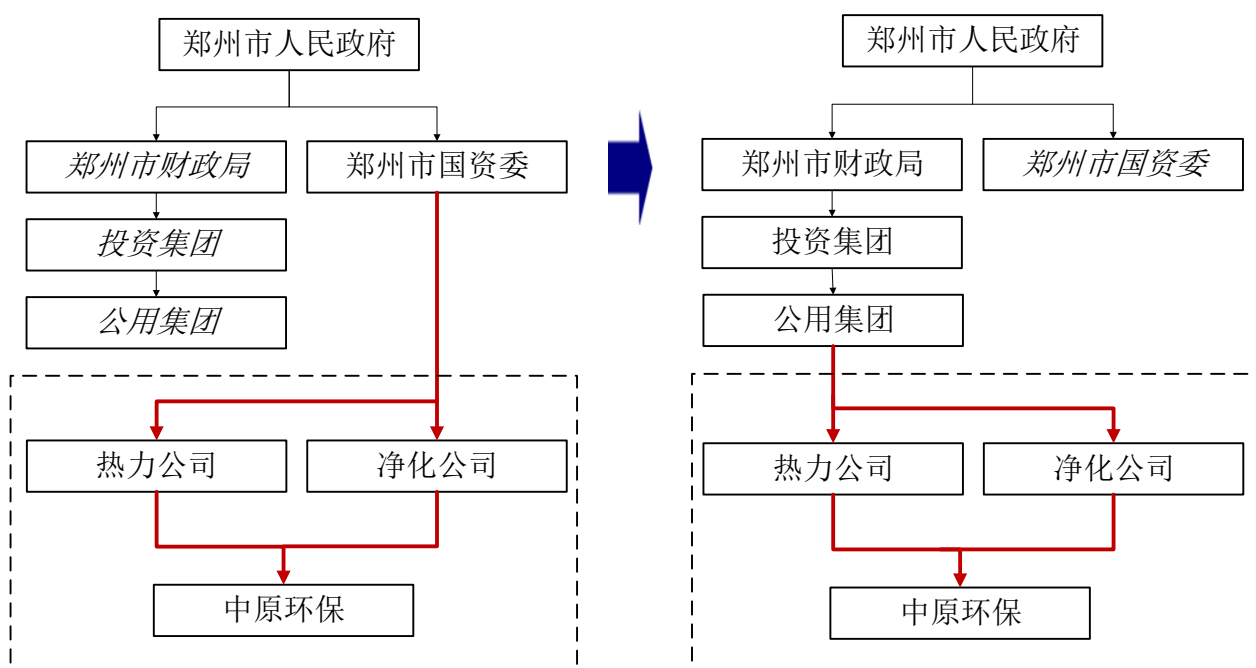 郑州市人民政府
郑州市财政局
郑州市国资委
投资集团
公用集团
热力公司
净化公司
中原环保
郑州市人民政府
郑州市财政局
郑州市国资委
投资集团
公用集团
热力公司
净化公司
中原环保